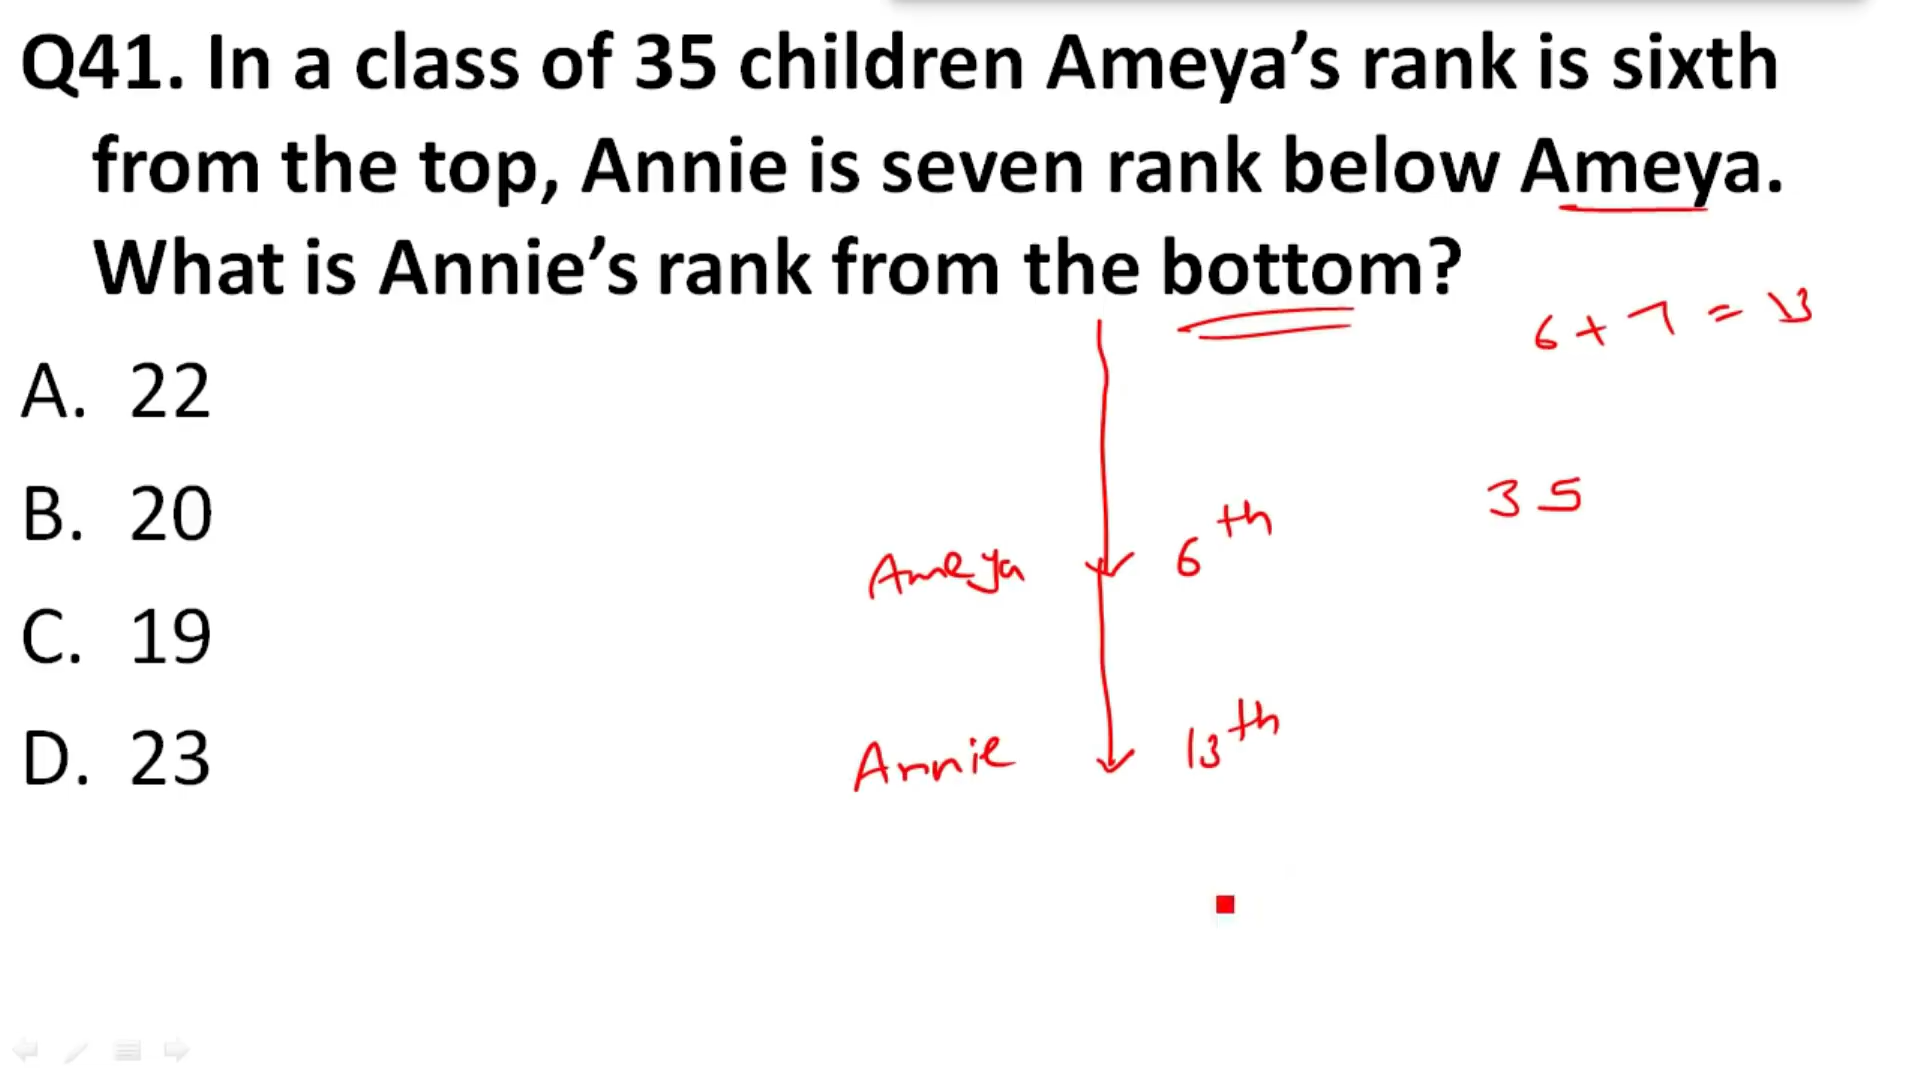 Q41. In a class of 35 children Ameya’s rank is sixth
from the top, Annie is seven rank below Ameya.
What is Annie’s rank from the bottom?
6 + 7 = 13
A. 22
35
B. 20
6th
Ameya
C. 19
13th
Annie
D. 23